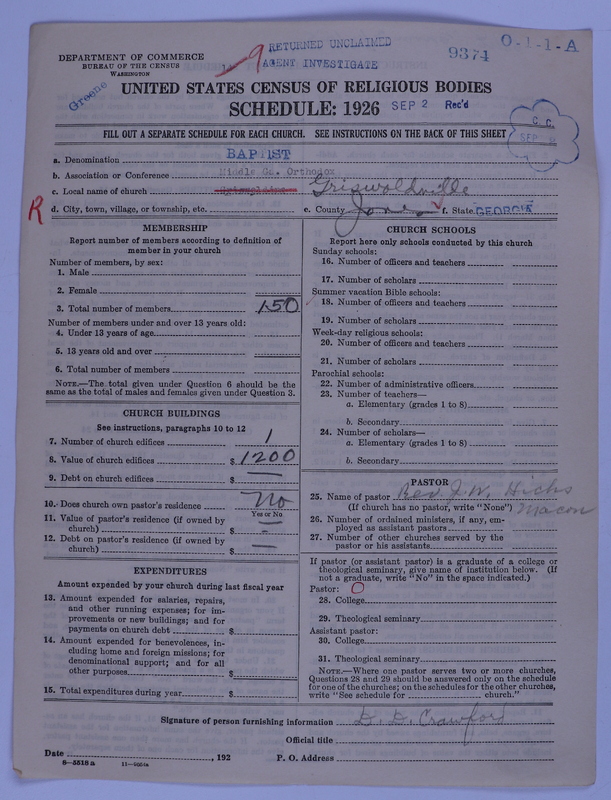 DEPARTMENT OF COMMERCE
BUREAU OF THE CENSUS
WASHINGTON
Greene
9
RETURNED UNCLAIMED
AGENT INVESTIGATE
9374
O-1-1-A
UNITED STATES CENSUS OF RELIGIOUS BODIES
SCHEDULE: 1926
SEP 2 Rec'd
C. C.
SEP 2
FILL OUT A SEPARATE SCHEDULE FOR EACH CHURCH. SEE INSTRUCTIONS ON THE BACK OF THIS SHEET
a. Denomination BAPTIST
b. Association or Conference Middle Ga. Orthodox
c. Local name of church Griswoldville
R
d. City, town, village, or township, etc. e. County Jones f. State GEORGIA
MEMBERSHIP
Report number of members according to definition of
member in your church
Number of members, by sex:
1. Male
2. Female
3. Total number of members 150
Number of members under and over 13 years old:
4. Under 13 years of age
5. 13 years old and over
6. Total number of members
NOTE.—The total given under Question 6 should be the
same as the total of males and females given under Question 3.
CHURCH BUILDINGS
See instructions, paragraphs 10 to 12
7. Number of church edifices 1
8. Value of church edifices $ 1200
9. Debt on church edifices $ —
10. Does church own pastor's residence No
Yes or No
11. Value of pastor's residence (if owned by
church) $ —
12. Debt on pastor's residence (if owned by
church) $ —
EXPENDITURES
Amount expended by your church during last fiscal year
13. Amount expended for salaries, repairs,
and other running expenses; for im-
provements or new buildings; and for
payments on church debt $
14. Amount expended for benevolences, in-
cluding home and foreign missions; for
denominational support; and for all
other purposes $
15. Total expenditures during year $
CHURCH SCHOOLS
Report here only schools conducted by this church
Sunday schools:
16. Number of officers and teachers
17. Number of scholars
Summer vacation Bible schools:
18. Number of officers and teachers
19. Number of scholars
Week-day religious schools:
20. Number of officers and teachers
21. Number of scholars
Parochial schools:
22. Number of administrative officers
23. Number of teachers—
a. Elementary (grades 1 to 8)
b. Secondary
24. Number of scholars—
a. Elementary (grades 1 to 8)
b. Secondary
PASTOR
25. Name of pastor Rev. J. W. Hicks
(If church has no pastor, write "None") Macon
26. Number of ordained ministers, if any, em-
ployed as assistant pastors
27. Number of other churches served by the
pastor or his assistants
If pastor (or assistant pastor) is a graduate of a college or
theological seminary, give name of institution below. (If
not a graduate, write "No" in the space indicated.)
Pastor: O
28. College
29. Theological seminary
Assistant pastor:
30. College
31. Theological seminary
NOTE.—Where one pastor serves two or more churches,
Questions 28 and 29 should be answered only on the schedule
for one of the churches; on the schedules for the other churches,
write "See schedule for church."
Signature of person furnishing information D. D. Crawford
Official title
Date , 192 P. O. Address
8—5518 a